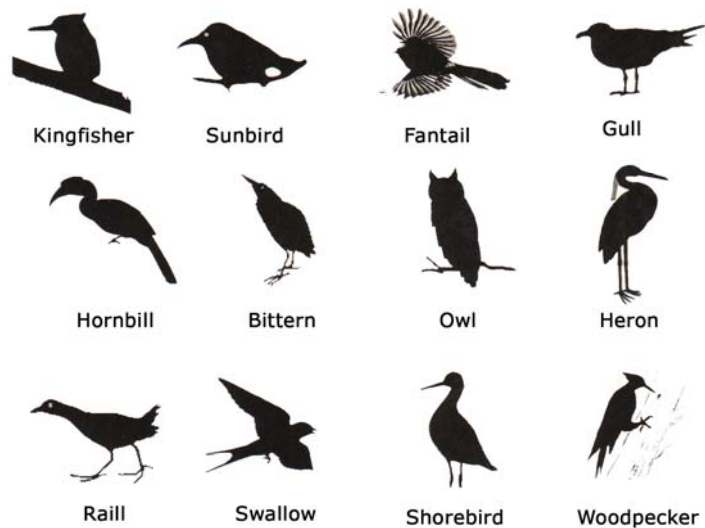 Kingfisher Sunbird Fantail Gull
Hornbill Bittern Owl Heron
Raill Swallow Shorebird Woodpecker